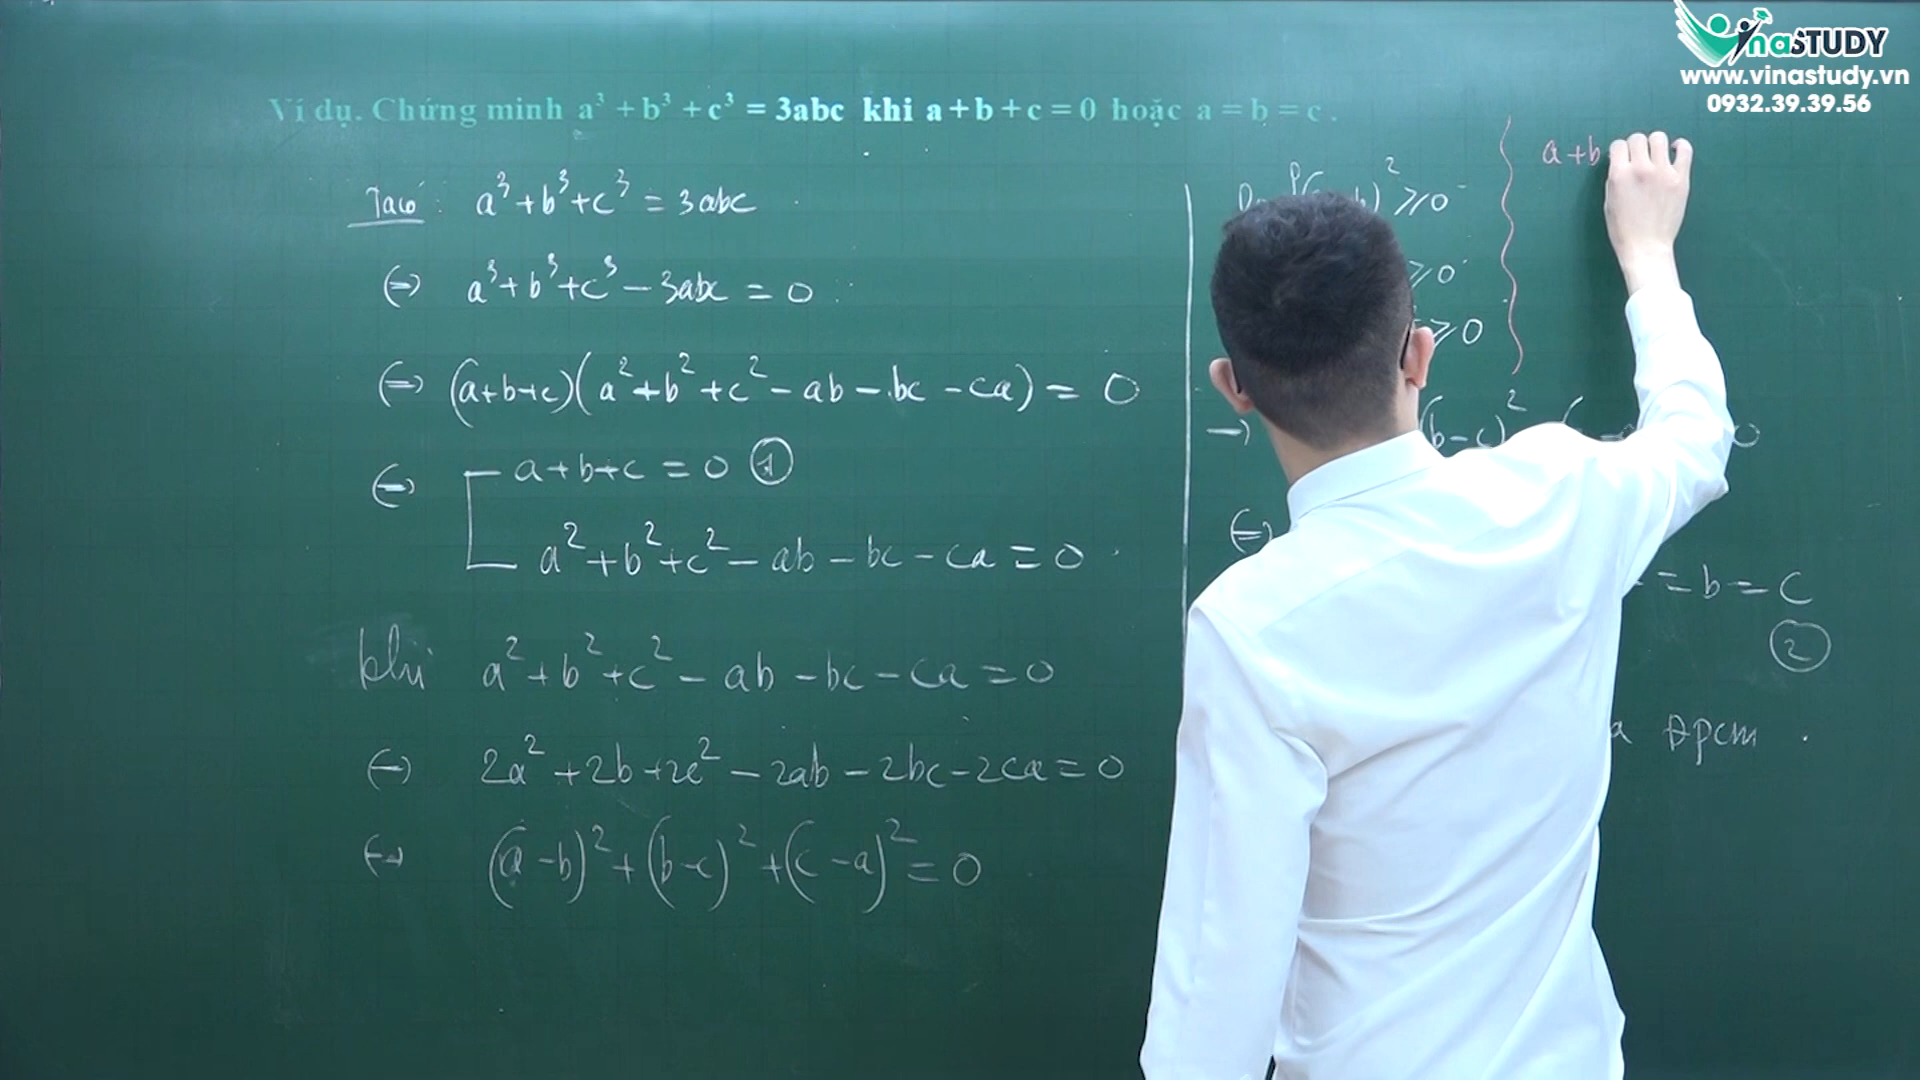 VinaSTUDY
www.vinastudy.vn
0932.39.39.56
Ví dụ. Chứng minh a³ + b³ + c³ = 3abc khi a + b + c = 0 hoặc a = b = c.
Ta có: a³ + b³ + c³ = 3abc
(=) a³ + b³ + c³ - 3abc = 0
(=) (a+b+c)(a² + b² + c² - ab - bc - ca) = 0
(=) a + b + c = 0 ①
a² + b² + c² - ab - bc - ca = 0
khi a² + b² + c² - ab - bc - ca = 0
(=) 2a² + 2b + 2c² - 2ab - 2bc - 2ca = 0
(=) (a - b)² + (b - c)² + (c - a)² = 0
b)² ⩾ 0
⩾ 0
⩾ 0
(b - c)²
0
(=)
= b = c
②
đpcm.
a + b